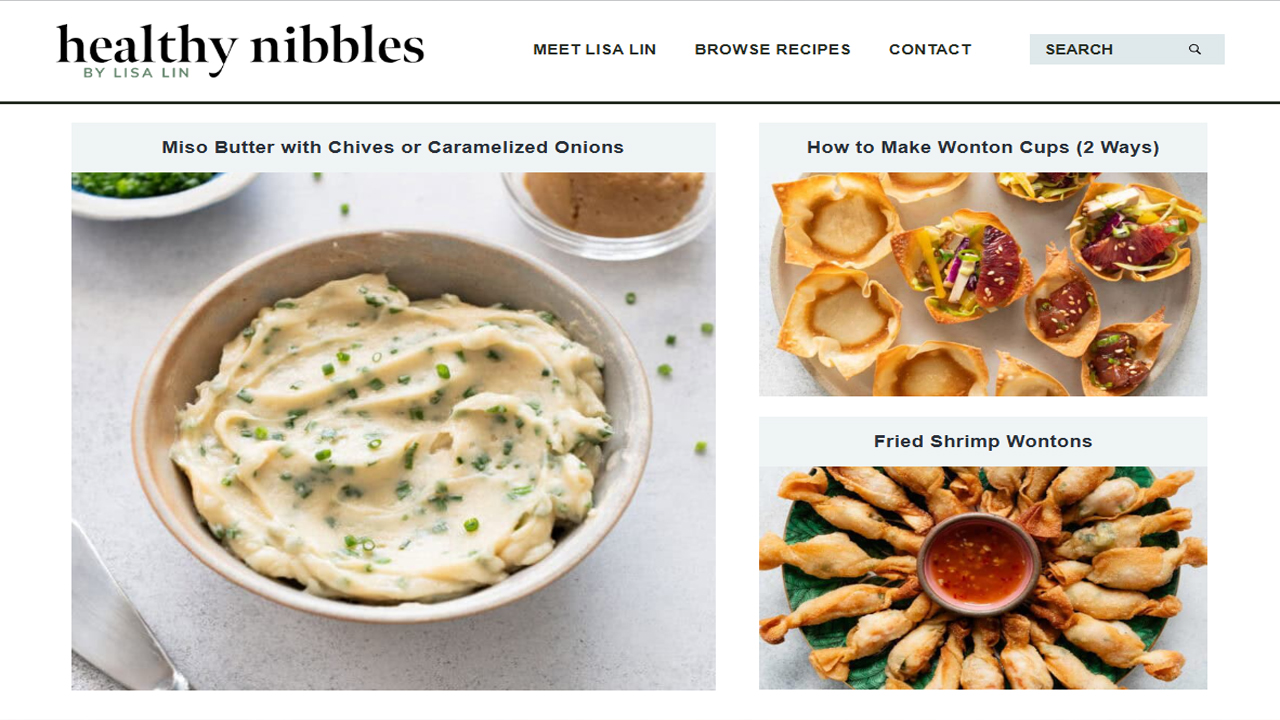 healthy nibbles
BY LISA LIN
MEET LISA LIN
BROWSE RECIPES
CONTACT
SEARCH
Miso Butter with Chives or Caramelized Onions
How to Make Wonton Cups (2 Ways)
Fried Shrimp Wontons